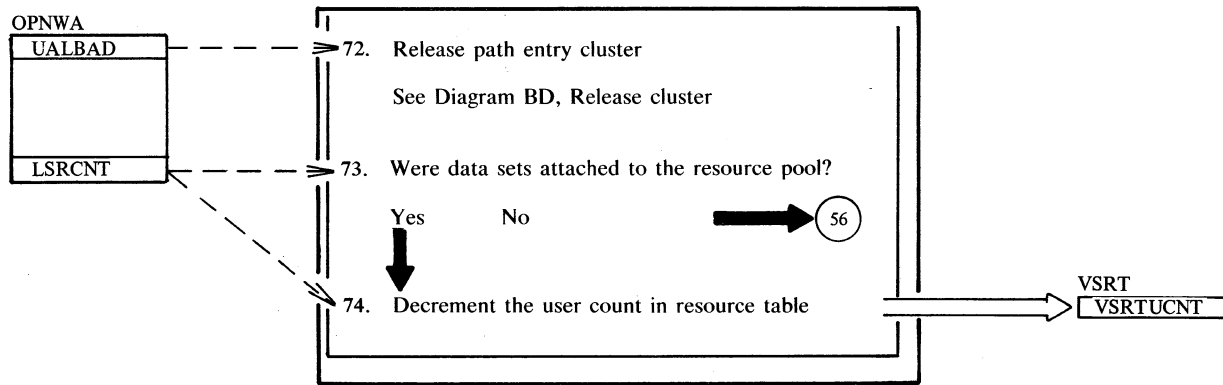 OPNWA
UALBAD
LSRCNT
72. Release path entry cluster
See Diagram BD, Release cluster
73. Were data sets attached to the resource pool?
Yes No 56
74. Decrement the user count in resource table
VSRT
VSRTUCNT